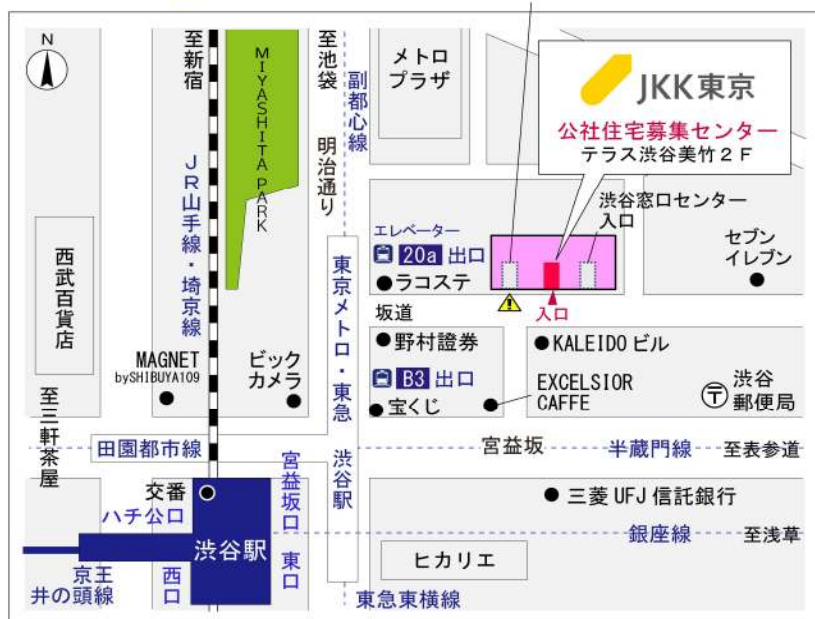 N
至新宿
MIYASHITA PARK
至池袋
明治通り
副都心線
メトロ
プラザ
JKK東京
公社住宅募集センター
テラス渋谷美竹2F
JR山手線・埼京線
西武百貨店
エレベーター
20a 出口
ラコステ
渋谷窓口センター
入口
セブン
イレブン
入口
坂道
東京メトロ・東急
渋谷駅
野村證券
KALEIDO ビル
MAGNET
bySHIBUYA109
ビック
カメラ
B3 出口
宝くじ
EXCELSIOR
CAFFE
渋谷
郵便局
至三軒茶屋
田園都市線
宮益坂
半蔵門線
至表参道
交番
ハチ公口
宮益坂口
三菱 UFJ 信託銀行
渋谷駅
銀座線
至浅草
京王
井の頭線
西口
東口
ヒカリエ
東急東横線